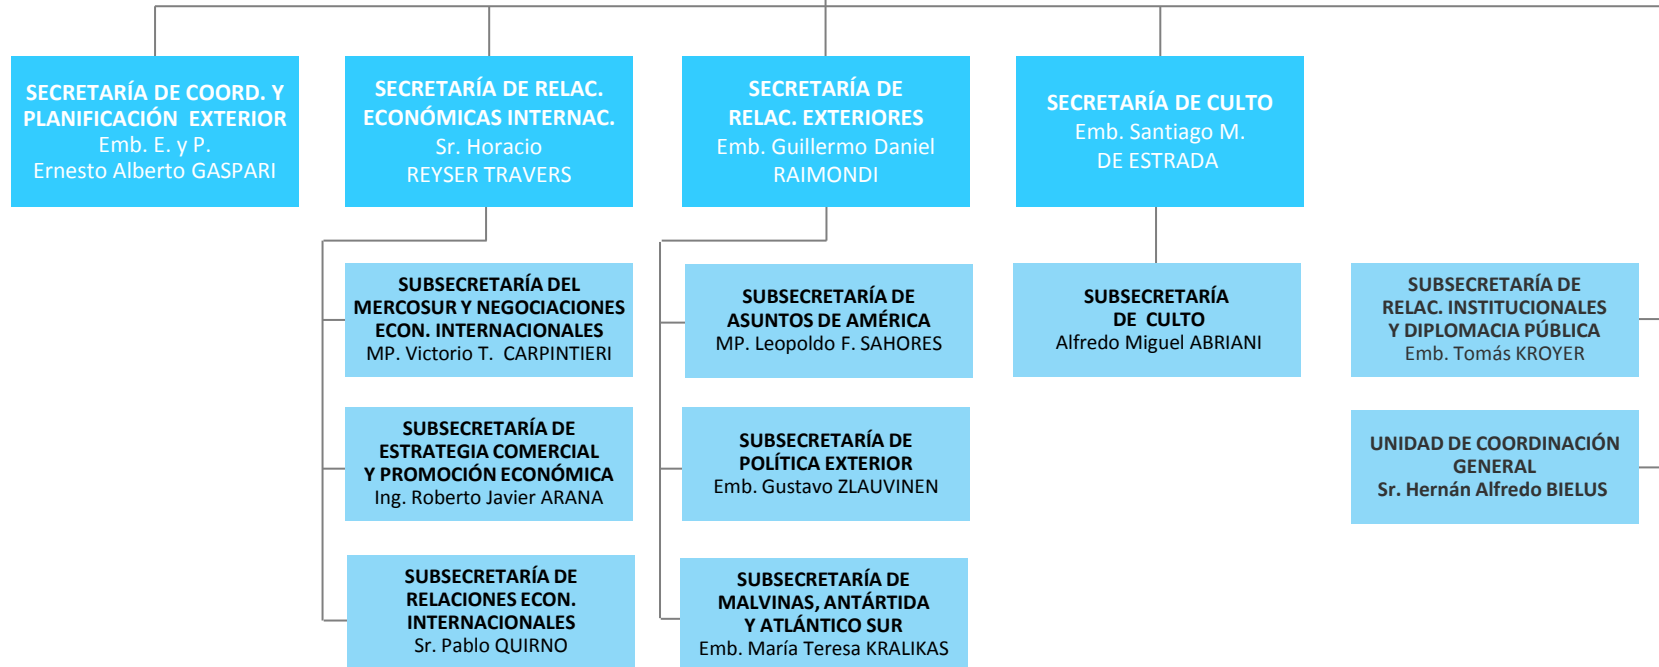 SECRETARÍA DE COORD. Y
PLANIFICACIÓN EXTERIOR
Emb. E. y P.
Ernesto Alberto GASPARI
SECRETARÍA DE RELAC.
ECONÓMICAS INTERNAC.
Sr. Horacio
REYSER TRAVERS
SECRETARÍA DE
RELAC. EXTERIORES
Emb. Guillermo Daniel
RAIMONDI
SECRETARÍA DE CULTO
Emb. Santiago M.
DE ESTRADA
SUBSECRETARÍA DEL
MERCOSUR Y NEGOCIACIONES
ECON. INTERNACIONALES
MP. Victorio T. CARPINTIERI
SUBSECRETARÍA DE
ASUNTOS DE AMÉRICA
MP. Leopoldo F. SAHORES
SUBSECRETARÍA
DE CULTO
Alfredo Miguel ABRIANI
SUBSECRETARÍA DE
RELAC. INSTITUCIONALES
Y DIPLOMACIA PÚBLICA
Emb. Tomás KROYER
SUBSECRETARÍA DE
ESTRATEGIA COMERCIAL
Y PROMOCIÓN ECONÓMICA
Ing. Roberto Javier ARANA
SUBSECRETARÍA DE
POLÍTICA EXTERIOR
Emb. Gustavo ZLAUVINEN
UNIDAD DE COORDINACIÓN
GENERAL
Sr. Hernán Alfredo BIELUS
SUBSECRETARÍA DE
RELACIONES ECON.
INTERNACIONALES
Sr. Pablo QUIRNO
SUBSECRETARÍA DE
MALVINAS, ANTÁRTIDA
Y ATLÁNTICO SUR
Emb. María Teresa KRALIKAS